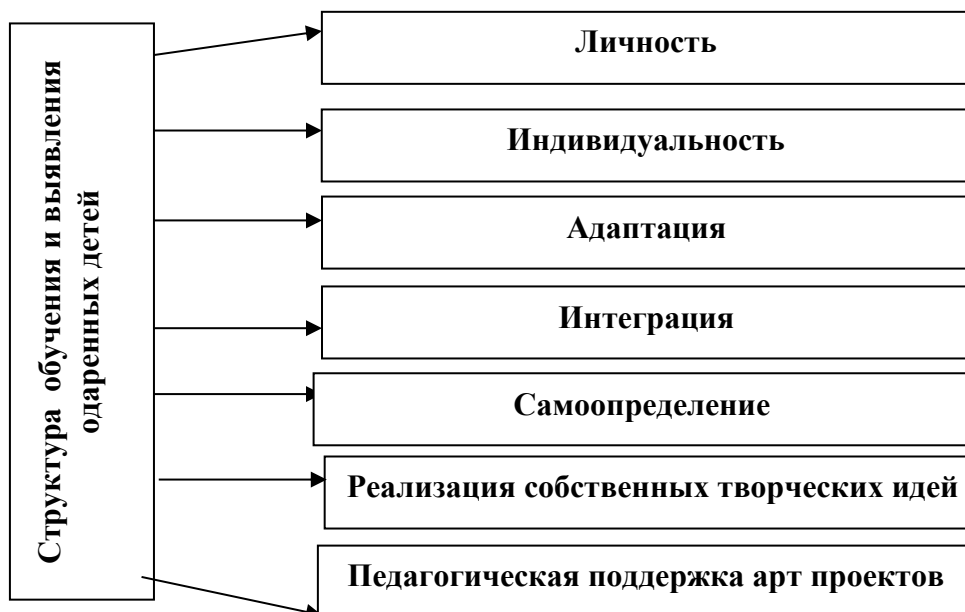 Структура обучения и выявления
одаренных детей
Личность
Индивидуальность
Адаптация
Интеграция
Самоопределение
Реализация собственных творческих идей
Педагогическая поддержка арт проектов